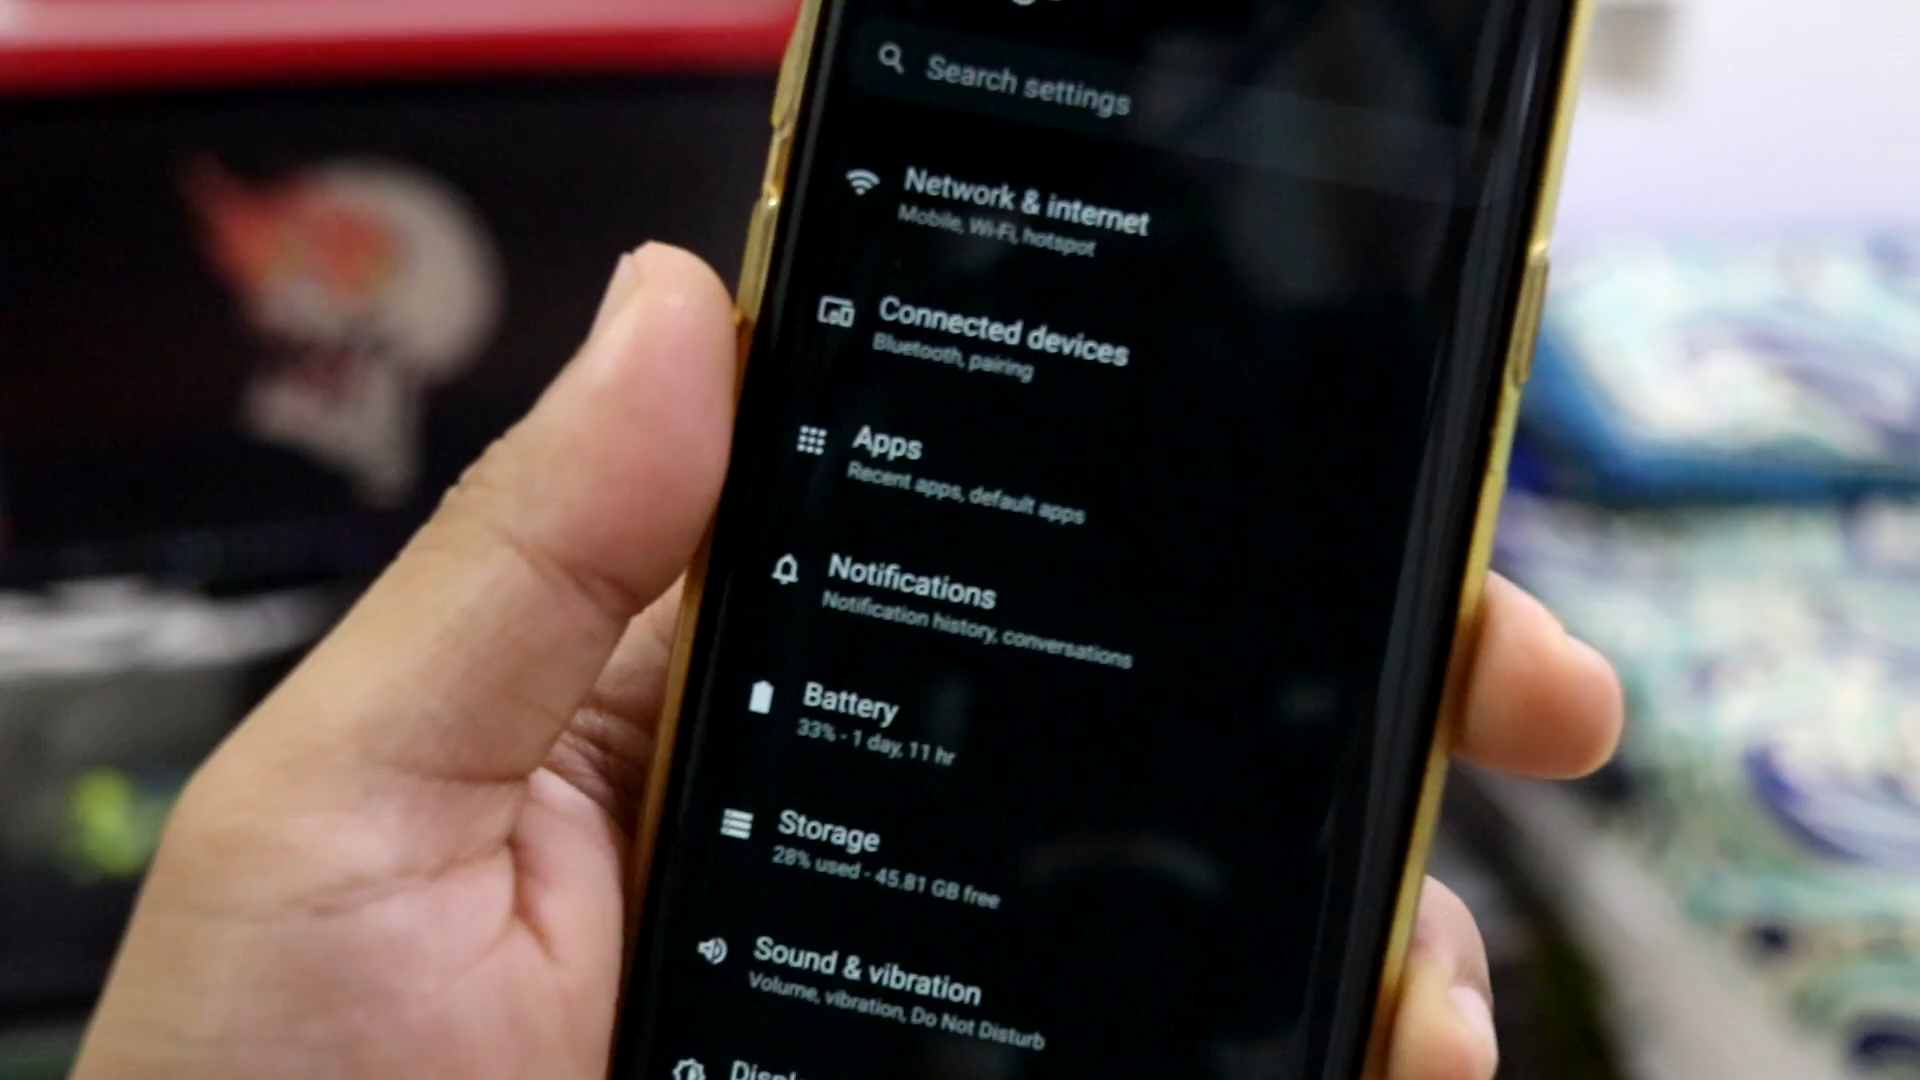 Search settings
Network & internet
Mobile, Wi-Fi, hotspot
Connected devices
Bluetooth, pairing
Apps
Recent apps, default apps
Notifications
Notification history, conversations
Battery
33% - 1 day, 11 hr
Storage
28% used - 45.81 GB free
Sound & vibration
Volume, vibration, Do Not Disturb